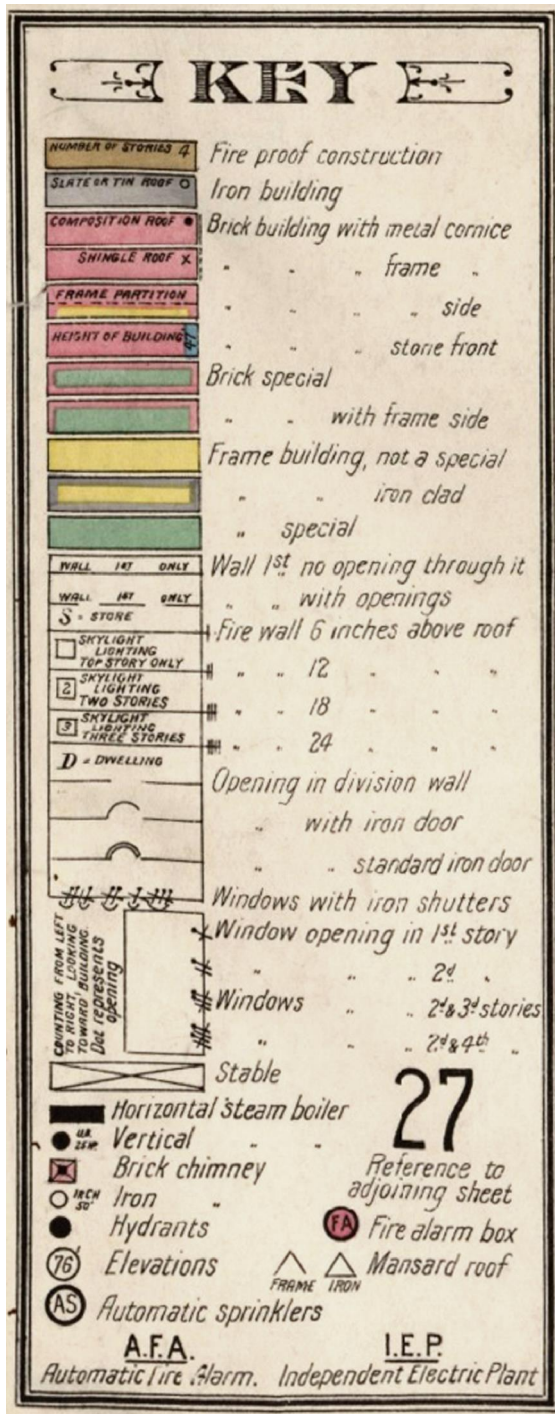 KEY
NUMBER OF STORIES 4 Fire proof construction
SLATE OR TIN ROOF O Iron building
COMPOSITION ROOF ● Brick building with metal cornice
SHINGLE ROOF X " " " frame "
FRAME PARTITION " " " " side
HEIGHT OF BUILDING 47 " " stone front
Brick special
" " with frame side
Frame building, not a special
" " iron clad
" special
WALL 1ST ONLY Wall 1st no opening through it
WALL 1ST ONLY " " with openings
S = STORE
Fire wall 6 inches above roof
SKYLIGHT
LIGHTING
TOP STORY ONLY
" " 12 " " "
2 SKYLIGHT
LIGHTING
TWO STORIES
" " 18 " " "
3 SKYLIGHT
LIGHTING
THREE STORIES
" " 24 " " "
D = DWELLING
Opening in division wall
" with iron door
" " standard iron door
Windows with iron shutters
COUNTING FROM LEFT
TO RIGHT, LOOKING
TOWARD BUILDING.
Dot represents
opening
Window opening in 1st story
" " " 2d "
Windows " " 2d & 3d stories
" " " 2d & 4th "
Stable
Horizontal steam boiler
Vertical " "
Brick chimney
INCH
50' Iron "
Hydrants
76' Elevations
AS Automatic sprinklers
27
Reference to
adjoining sheet
FA Fire alarm box
Mansard roof
FRAME IRON
A.F.A.
Automatic Fire Alarm.
I.E.P.
Independent Electric Plant